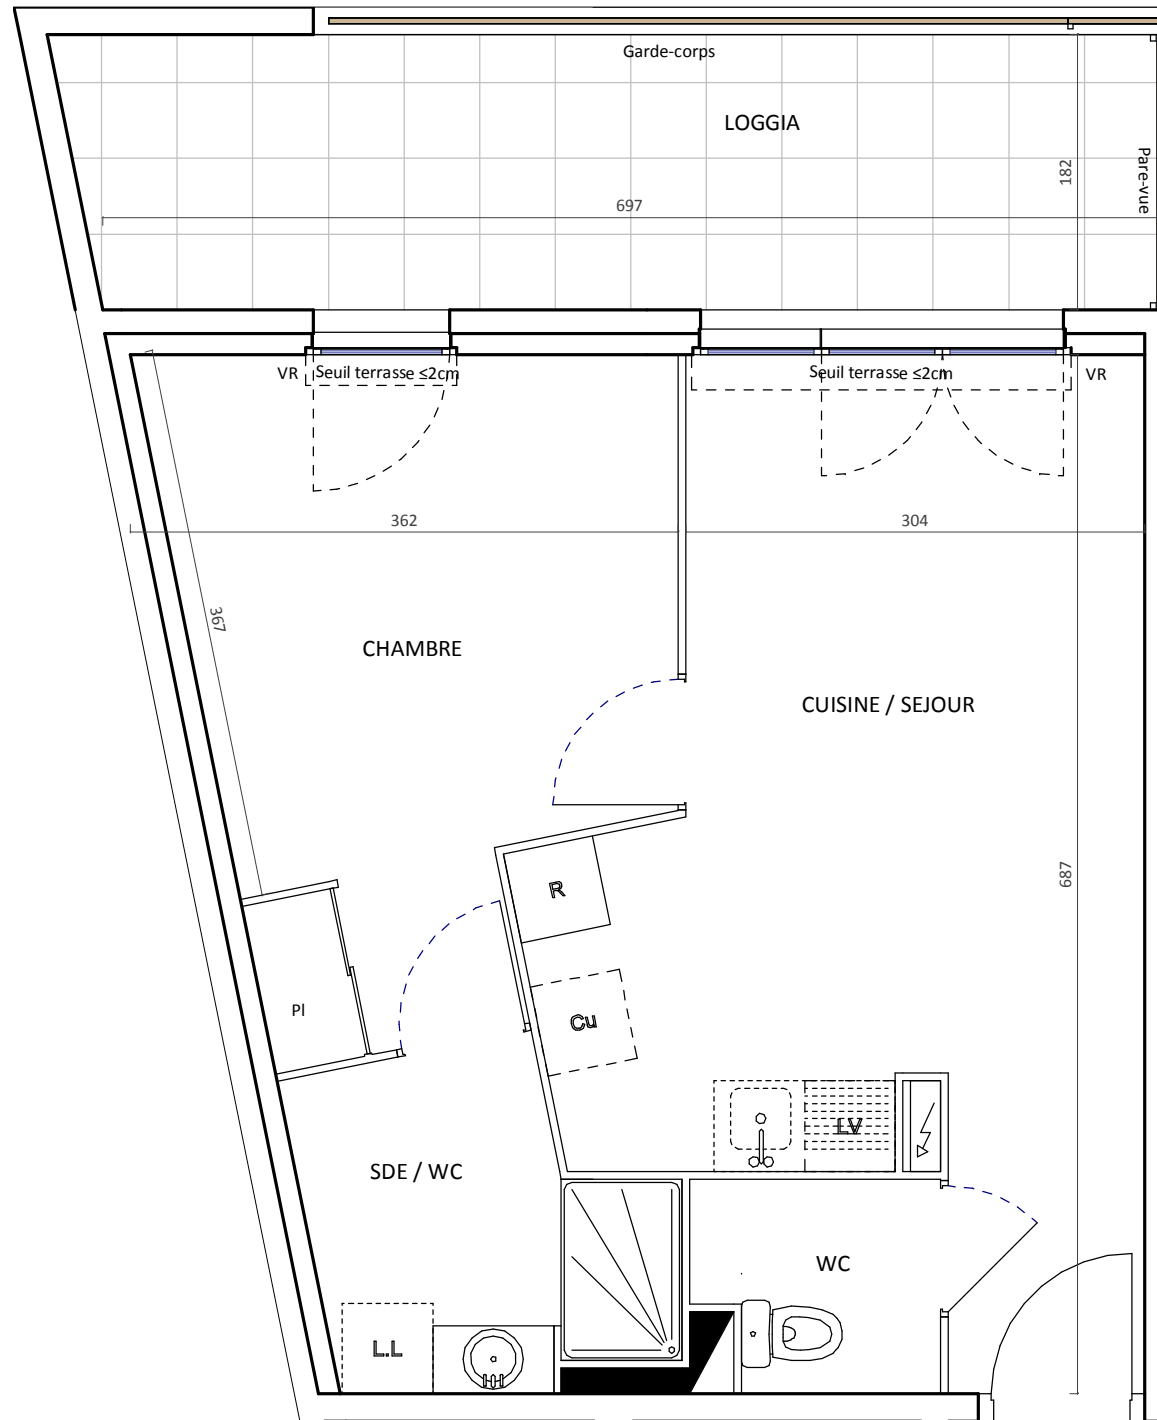 Garde-corps
LOGGIA
182
Pare-vue
697
VR
Seuil terrasse ≤2cm
Seuil terrasse ≤2cm
VR
362
304
367
CHAMBRE
CUISINE / SEJOUR
687
R
Pl
Cu
LV
SDE / WC
WC
L.L